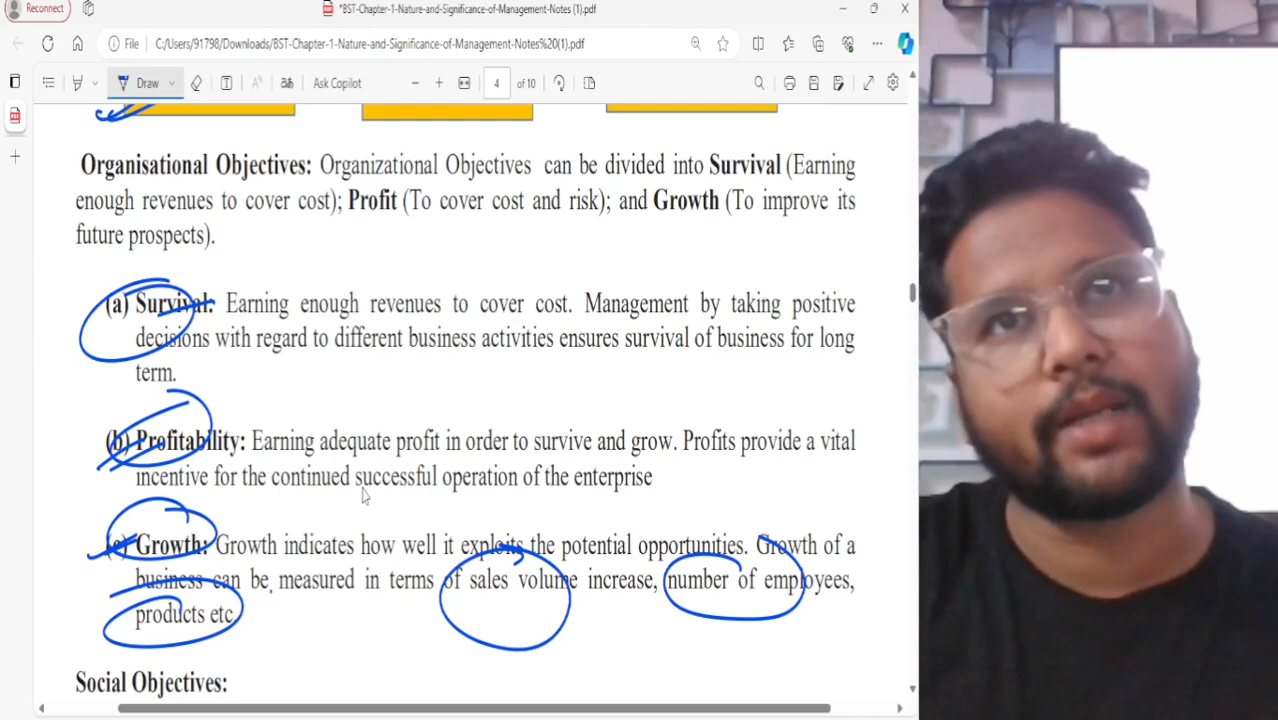 Reconnect
*BST-Chapter-1-Nature-and-Significance-of-Management-Notes (1).pdf
File C:/Users/91798/Downloads/BST-Chapter-1-Nature-and-Significance-of-Management-Notes%20(1).pdf
Draw Ask Copilot 4 of 10
Organisational Objectives: Organizational Objectives can be divided into Survival (Earning
enough revenues to cover cost); Profit (To cover cost and risk); and Growth (To improve its
future prospects).
(a) Survival: Earning enough revenues to cover cost. Management by taking positive
decisions with regard to different business activities ensures survival of business for long
term.
(b) Profitability: Earning adequate profit in order to survive and grow. Profits provide a vital
incentive for the continued successful operation of the enterprise
(c) Growth: Growth indicates how well it exploits the potential opportunities. Growth of a
business can be measured in terms of sales volume increase, number of employees,
products etc
Social Objectives: